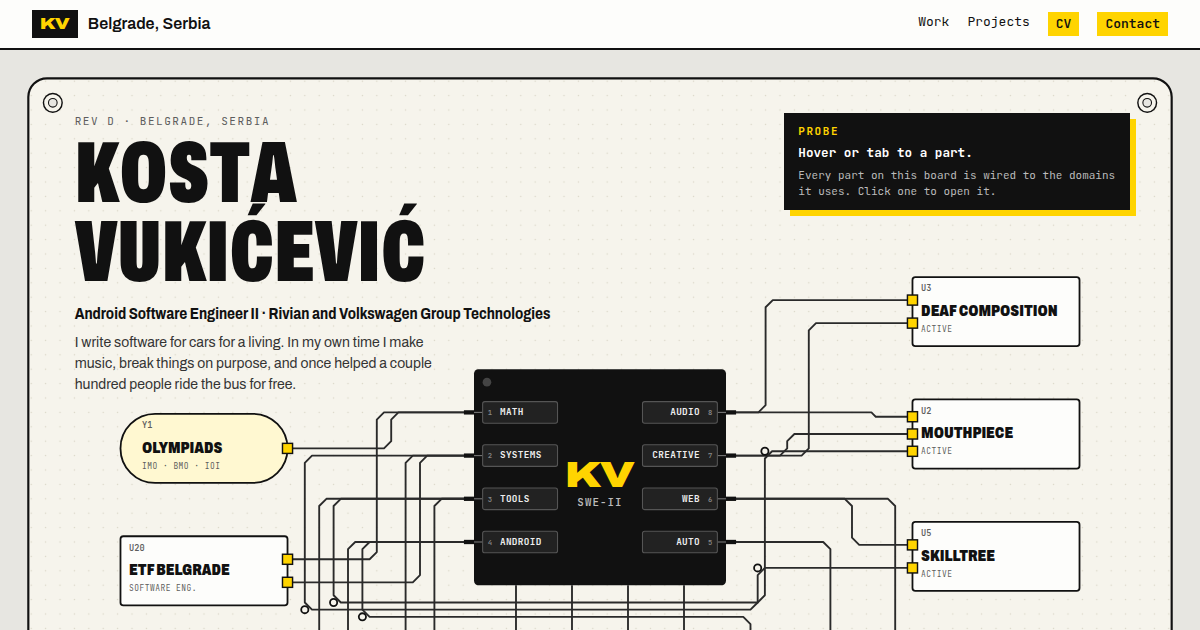 KV Belgrade, Serbia
Work Projects CV Contact
REV D · BELGRADE, SERBIA
KOSTA
VUKIĆEVIĆ
Android Software Engineer II · Rivian and Volkswagen Group Technologies
I write software for cars for a living. In my own time I make
music, break things on purpose, and once helped a couple
hundred people ride the bus for free.
PROBE
Hover or tab to a part.
Every part on this board is wired to the domains
it uses. Click one to open it.
Y1
OLYMPIADS
IMO · BMO · IOI
U20
ETF BELGRADE
SOFTWARE ENG.
1 MATH
2 SYSTEMS
3 TOOLS
4 ANDROID
KV
SWE-II
AUDIO 8
CREATIVE 7
WEB 6
AUTO 5
U3
DEAF COMPOSITION
ACTIVE
U2
MOUTHPIECE
ACTIVE
U5
SKILLTREE
ACTIVE